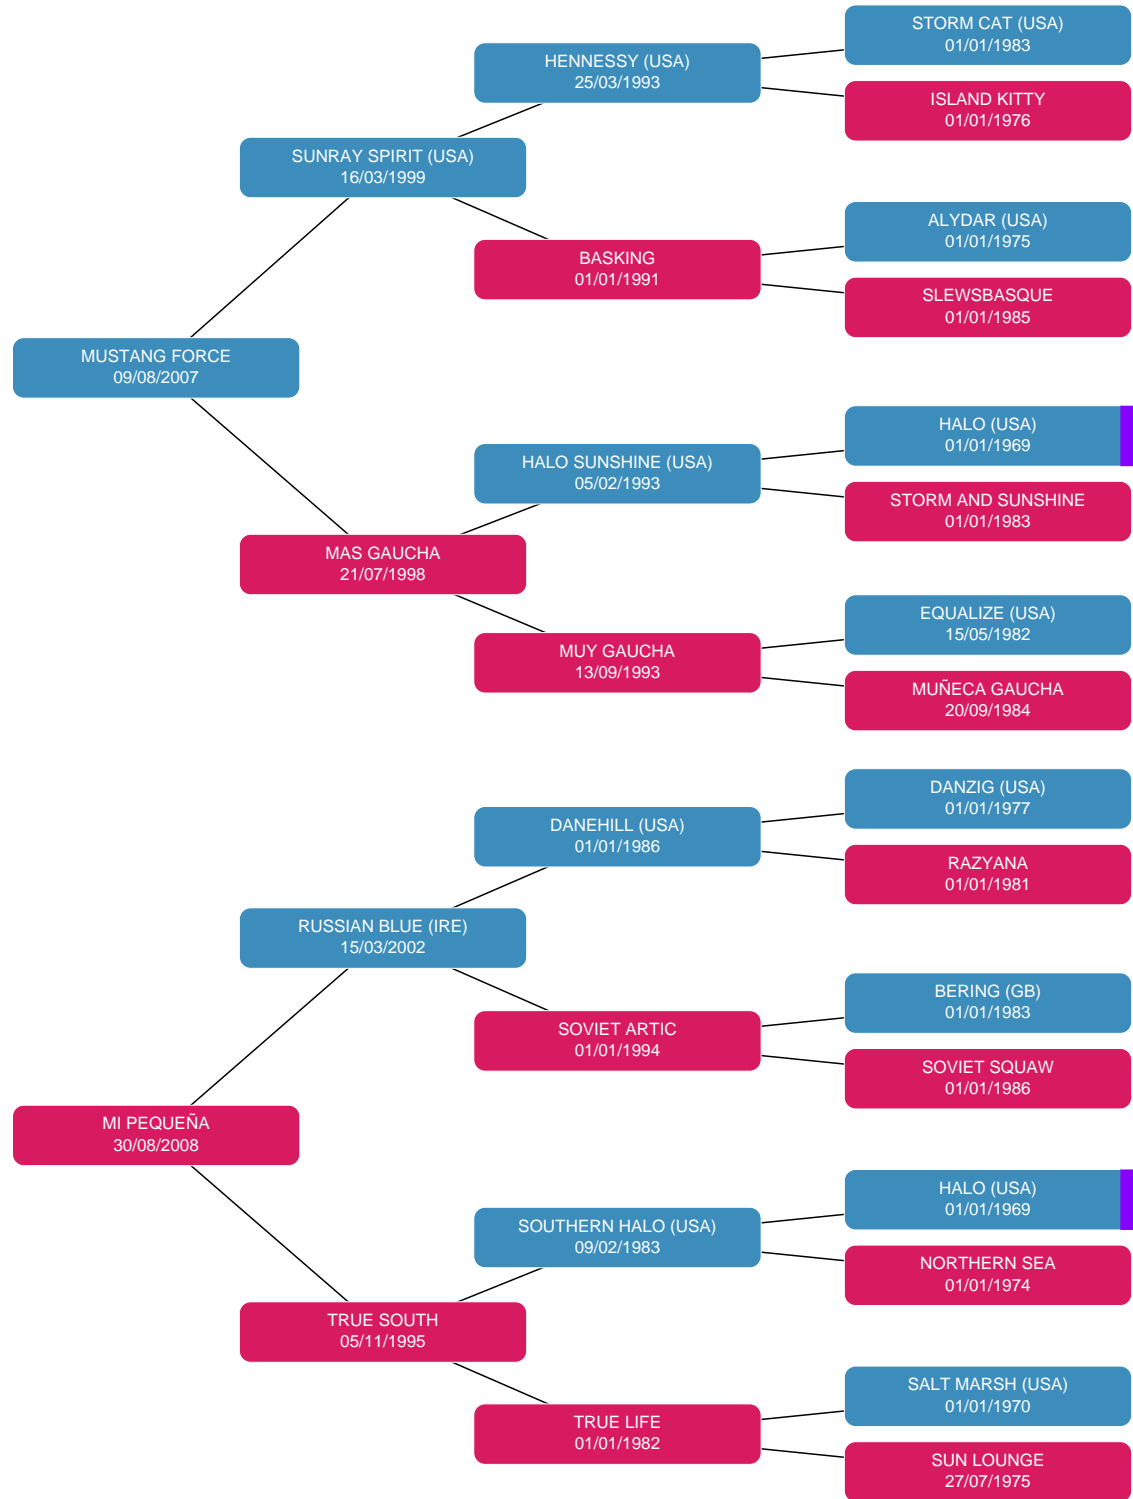 STORM CAT (USA)
01/01/1983
HENNESSY (USA)
25/03/1993
ISLAND KITTY
01/01/1976
SUNRAY SPIRIT (USA)
16/03/1999
ALYDAR (USA)
01/01/1975
BASKING
01/01/1991
SLEWSBASQUE
01/01/1985
MUSTANG FORCE
09/08/2007
HALO (USA)
01/01/1969
HALO SUNSHINE (USA)
05/02/1993
STORM AND SUNSHINE
01/01/1983
MAS GAUCHA
21/07/1998
EQUALIZE (USA)
15/05/1982
MUY GAUCHA
13/09/1993
MUÑECA GAUCHA
20/09/1984
DANZIG (USA)
01/01/1977
DANEHILL (USA)
01/01/1986
RAZYANA
01/01/1981
RUSSIAN BLUE (IRE)
15/03/2002
BERING (GB)
01/01/1983
SOVIET ARTIC
01/01/1994
SOVIET SQUAW
01/01/1986
MI PEQUEÑA
30/08/2008
HALO (USA)
01/01/1969
SOUTHERN HALO (USA)
09/02/1983
NORTHERN SEA
01/01/1974
TRUE SOUTH
05/11/1995
SALT MARSH (USA)
01/01/1970
TRUE LIFE
01/01/1982
SUN LOUNGE
27/07/1975